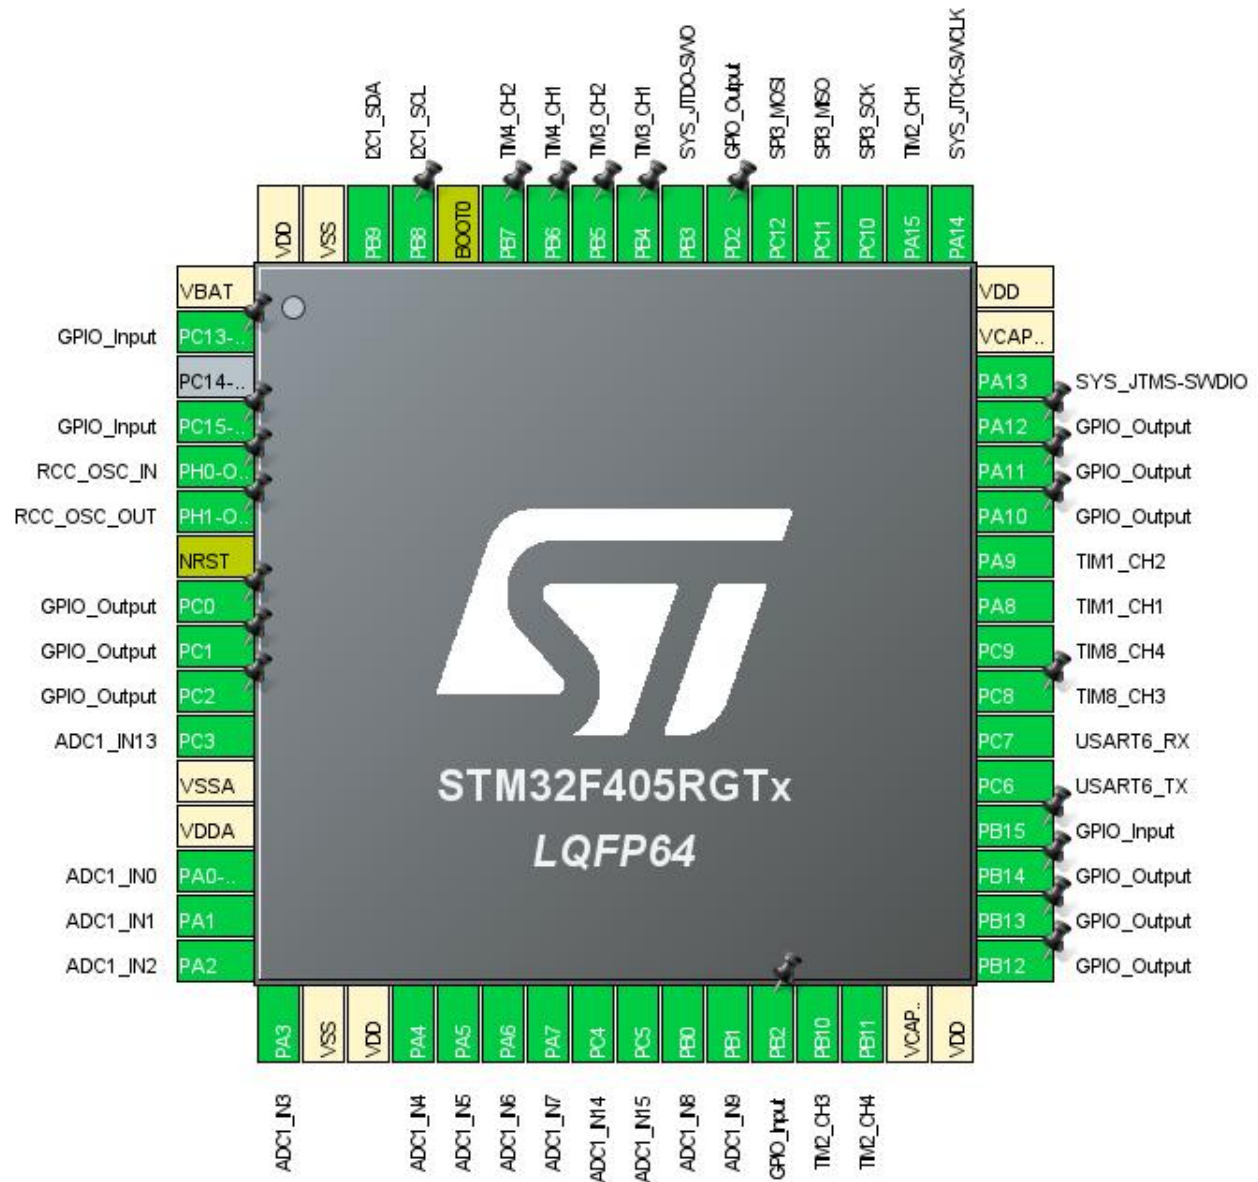 I2C1_SDA
I2C1_SCL
TIM4_CH2
TIM4_CH1
TIM3_CH2
TIM3_CH1
SYS_JTDO-SWO
GPIO_Output
SPI3_MOSI
SPI3_MISO
SPI3_SCK
TIM2_CH1
SYS_JTCK-SWCLK
VDD
VSS
PB9
PB8
BOOT0
PB7
PB6
PB5
PB4
PB3
PD2
PC12
PC11
PC10
PA15
PA14
VBAT
GPIO_Input PC13-..
PC14-..
GPIO_Input PC15-..
RCC_OSC_IN PH0-O..
RCC_OSC_OUT PH1-O..
NRST
GPIO_Output PC0
GPIO_Output PC1
GPIO_Output PC2
ADC1_IN13 PC3
VSSA
VDDA
ADC1_IN0 PA0-..
ADC1_IN1 PA1
ADC1_IN2 PA2
STM32F405RGTx
LQFP64
VDD
VCAP..
PA13 SYS_JTMS-SWDIO
PA12 GPIO_Output
PA11 GPIO_Output
PA10 GPIO_Output
PA9 TIM1_CH2
PA8 TIM1_CH1
PC9 TIM8_CH4
PC8 TIM8_CH3
PC7 USART6_RX
PC6 USART6_TX
PB15 GPIO_Input
PB14 GPIO_Output
PB13 GPIO_Output
PB12 GPIO_Output
PA3
VSS
VDD
PA4
PA5
PA6
PA7
PC4
PC5
PB0
PB1
PB2
PB10
PB11
VCAP..
VDD
ADC1_IN3
ADC1_IN4
ADC1_IN5
ADC1_IN6
ADC1_IN7
ADC1_IN14
ADC1_IN15
ADC1_IN8
ADC1_IN9
GPIO_Input
TIM2_CH3
TIM2_CH4